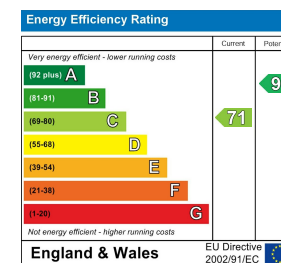 Energy Efficiency Rating
Current
Very energy efficient - lower running costs
(92 plus) A
(81-91) B
(69-80) C
71
(55-68) D
(39-54) E
(21-38) F
(1-20) G
Not energy efficient - higher running costs
England & Wales
EU Directive
2002/91/EC